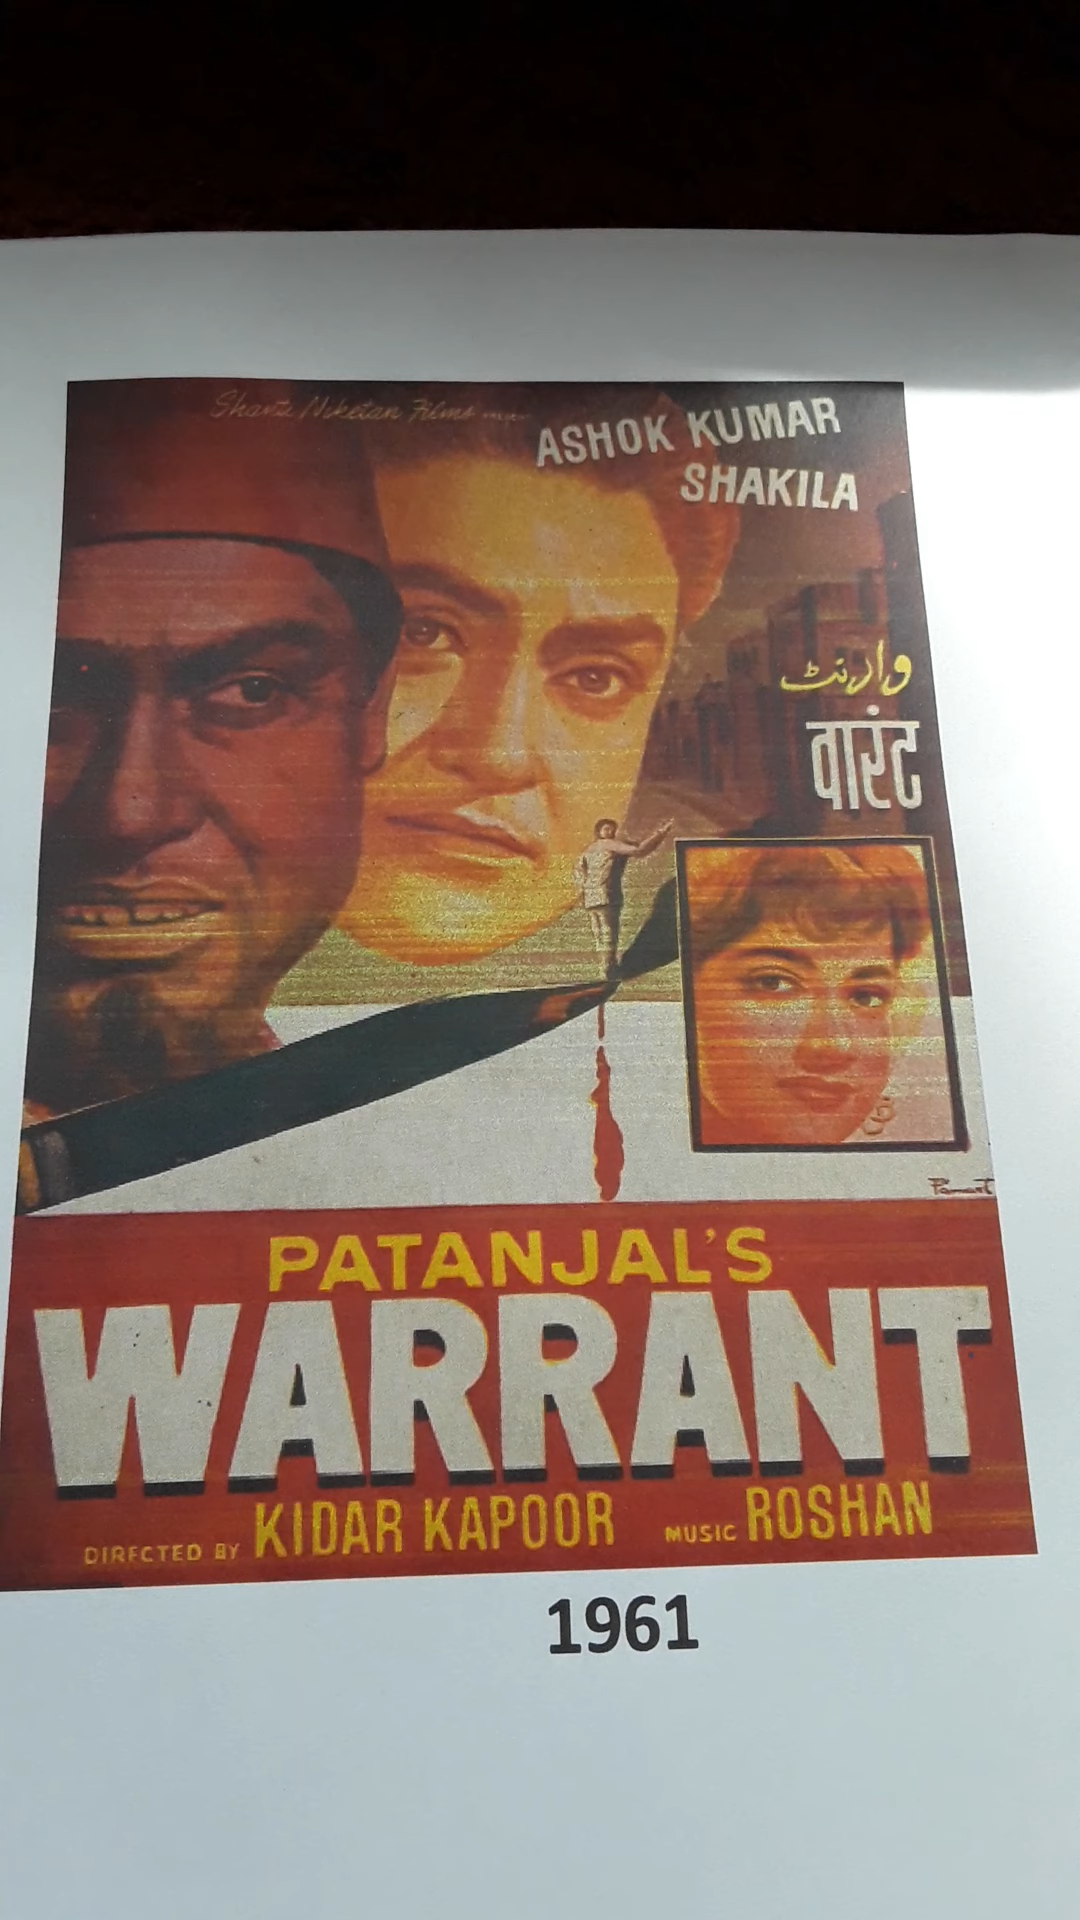 Shanti Niketan Films
ASHOK KUMAR
SHAKILA
وارنٹ
वारंट
PATANJAL'S
WARRANT
DIRECTED BY KIDAR KAPOOR MUSIC ROSHAN
1961